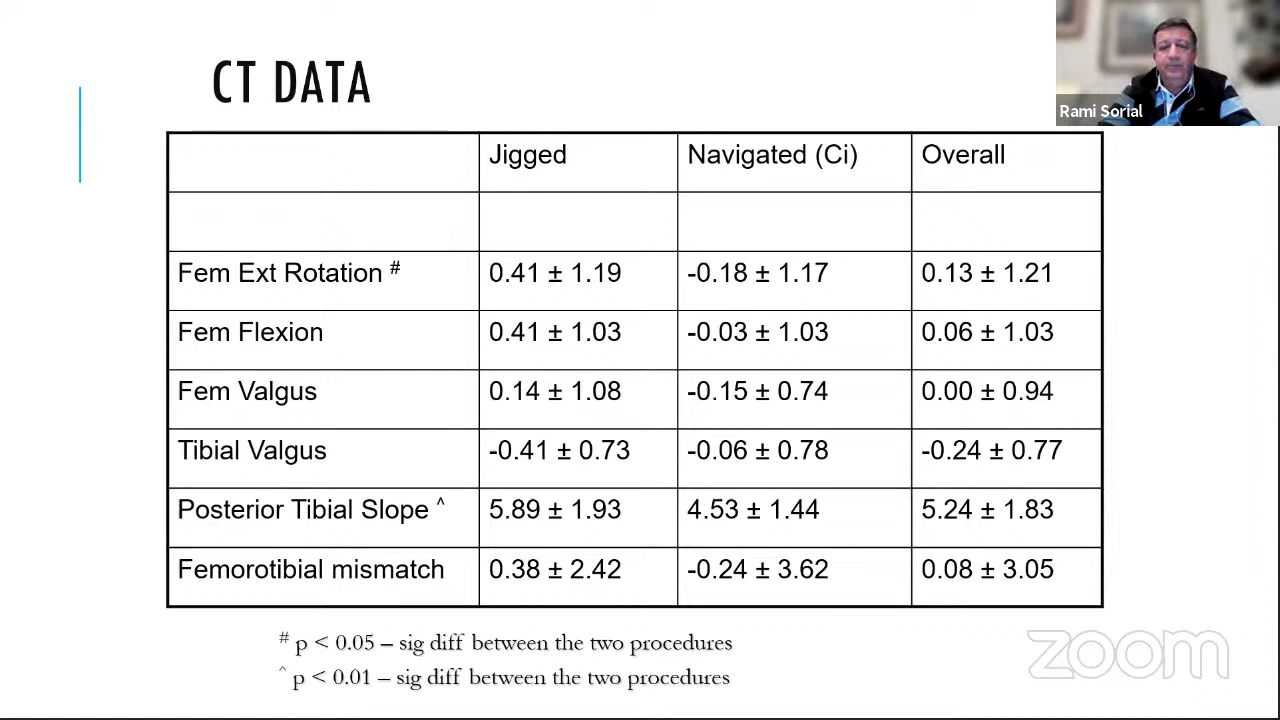 CT DATA
Rami Sorial
Jigged Navigated (Ci) Overall
Fem Ext Rotation # 0.41 ± 1.19 -0.18 ± 1.17 0.13 ± 1.21
Fem Flexion 0.41 ± 1.03 -0.03 ± 1.03 0.06 ± 1.03
Fem Valgus 0.14 ± 1.08 -0.15 ± 0.74 0.00 ± 0.94
Tibial Valgus -0.41 ± 0.73 -0.06 ± 0.78 -0.24 ± 0.77
Posterior Tibial Slope ^ 5.89 ± 1.93 4.53 ± 1.44 5.24 ± 1.83
Femorotibial mismatch 0.38 ± 2.42 -0.24 ± 3.62 0.08 ± 3.05
# p < 0.05 – sig diff between the two procedures
^ p < 0.01 – sig diff between the two procedures
zoom